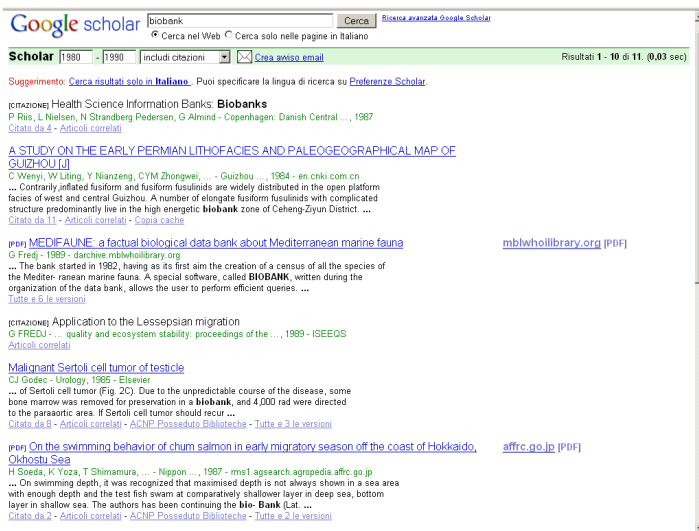 Google scholar biobank Cerca Ricerca avanzata Google Scholar
Cerca nel Web Cerca solo nelle pagine in Italiano
Scholar 1980 - 1990 includi citazioni Crea avviso email Risultati 1 - 10 di 11. (0,03 sec)
Suggerimento: Cerca risultati solo in Italiano . Puoi specificare la lingua di ricerca su Preferenze Scholar.
[CITAZIONE] Health Science Information Banks: Biobanks
P Riis, L Nielsen, N Strandberg Pedersen, G Almind - Copenhagen: Danish Central ..., 1987
Citato da 4 - Articoli correlati
A STUDY ON THE EARLY PERMIAN LITHOFACIES AND PALEOGEOGRAPHICAL MAP OF
GUIZHOU [J]
C Wenyi, W Liting, Y Nianzeng, CYM Zhongwei, ... - Guizhou ..., 1984 - en.cnki.com.cn
... Contrarily,inflated fusiform and fusiform fusulinids are widely distributed in the open platform
facies of west and central Guizhou. A number of elongate fusiform fusulinids with complicated
structure predominantly live in the high energetic biobank zone of Ceheng-Ziyun District. ...
Citato da 11 - Articoli correlati - Copia cache
[PDF] MEDIFAUNE: a factual biological data bank about Mediterranean marine fauna mblwhoilibrary.org [PDF]
G Fredj - 1989 - darchive.mblwhoilibrary.org
... The bank started in 1982, having as its first aim the creation of a census of all the species of
the Mediter- ranean marine fauna. A special software, called BIOBANK, written during the
organization of the data bank, allows the user to perform efficient queries. ...
Tutte e 6 le versioni
[CITAZIONE] Application to the Lessepsian migration
G FREDJ - ... quality and ecosystem stability: proceedings of the ..., 1989 - ISEEQS
Articoli correlati
Malignant Sertoli cell tumor of testicle
CJ Godec - Urology, 1985 - Elsevier
... of Sertoli cell tumor (Fig. 2C). Due to the unpredictable course of the disease, some
bone marrow was removed for preservation in a biobank, and 4,000 rad were directed
to the paraaortic area. If Sertoli cell tumor should recur ...
Citato da 8 - Articoli correlati - ACNP Posseduto Biblioteche - Tutte e 3 le versioni
[PDF] On the swimming behavior of chum salmon in early migratory season off the coast of Hokkaido, affrc.go.jp [PDF]
Okhostu Sea
H Soeda, K Yoza, T Shimamura, ... - Nippon ..., 1987 - rms1.agsearch.agropedia.affrc.go.jp
... On swimming depth, it was recognized that maximised depth is not always shown in a sea area
with enough depth and the test fish swam at comparatively shallower layer in deep sea, bottom
layer in shallow sea. The authors has been continuing the bio- Bank (Lat. ...
Citato da 2 - Articoli correlati - ACNP Posseduto Biblioteche - Tutte e 2 le versioni